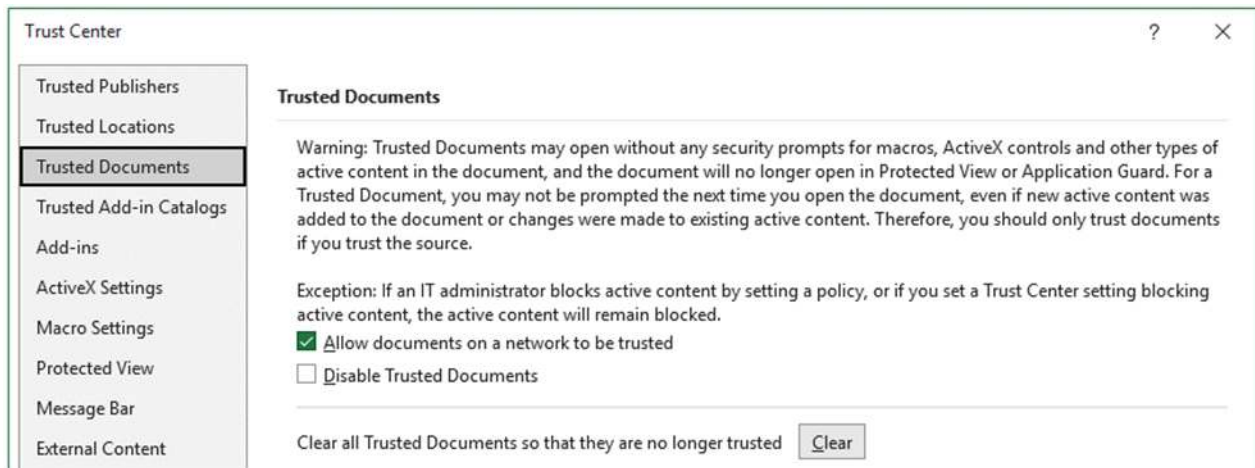 Trust Center
? ×
Trusted Publishers
Trusted Locations
Trusted Documents
Trusted Add-in Catalogs
Add-ins
ActiveX Settings
Macro Settings
Protected View
Message Bar
External Content
Trusted Documents
Warning: Trusted Documents may open without any security prompts for macros, ActiveX controls and other types of
active content in the document, and the document will no longer open in Protected View or Application Guard. For a
Trusted Document, you may not be prompted the next time you open the document, even if new active content was
added to the document or changes were made to existing active content. Therefore, you should only trust documents
if you trust the source.
Exception: If an IT administrator blocks active content by setting a policy, or if you set a Trust Center setting blocking
active content, the active content will remain blocked.
Allow documents on a network to be trusted
Disable Trusted Documents
Clear all Trusted Documents so that they are no longer trusted Clear